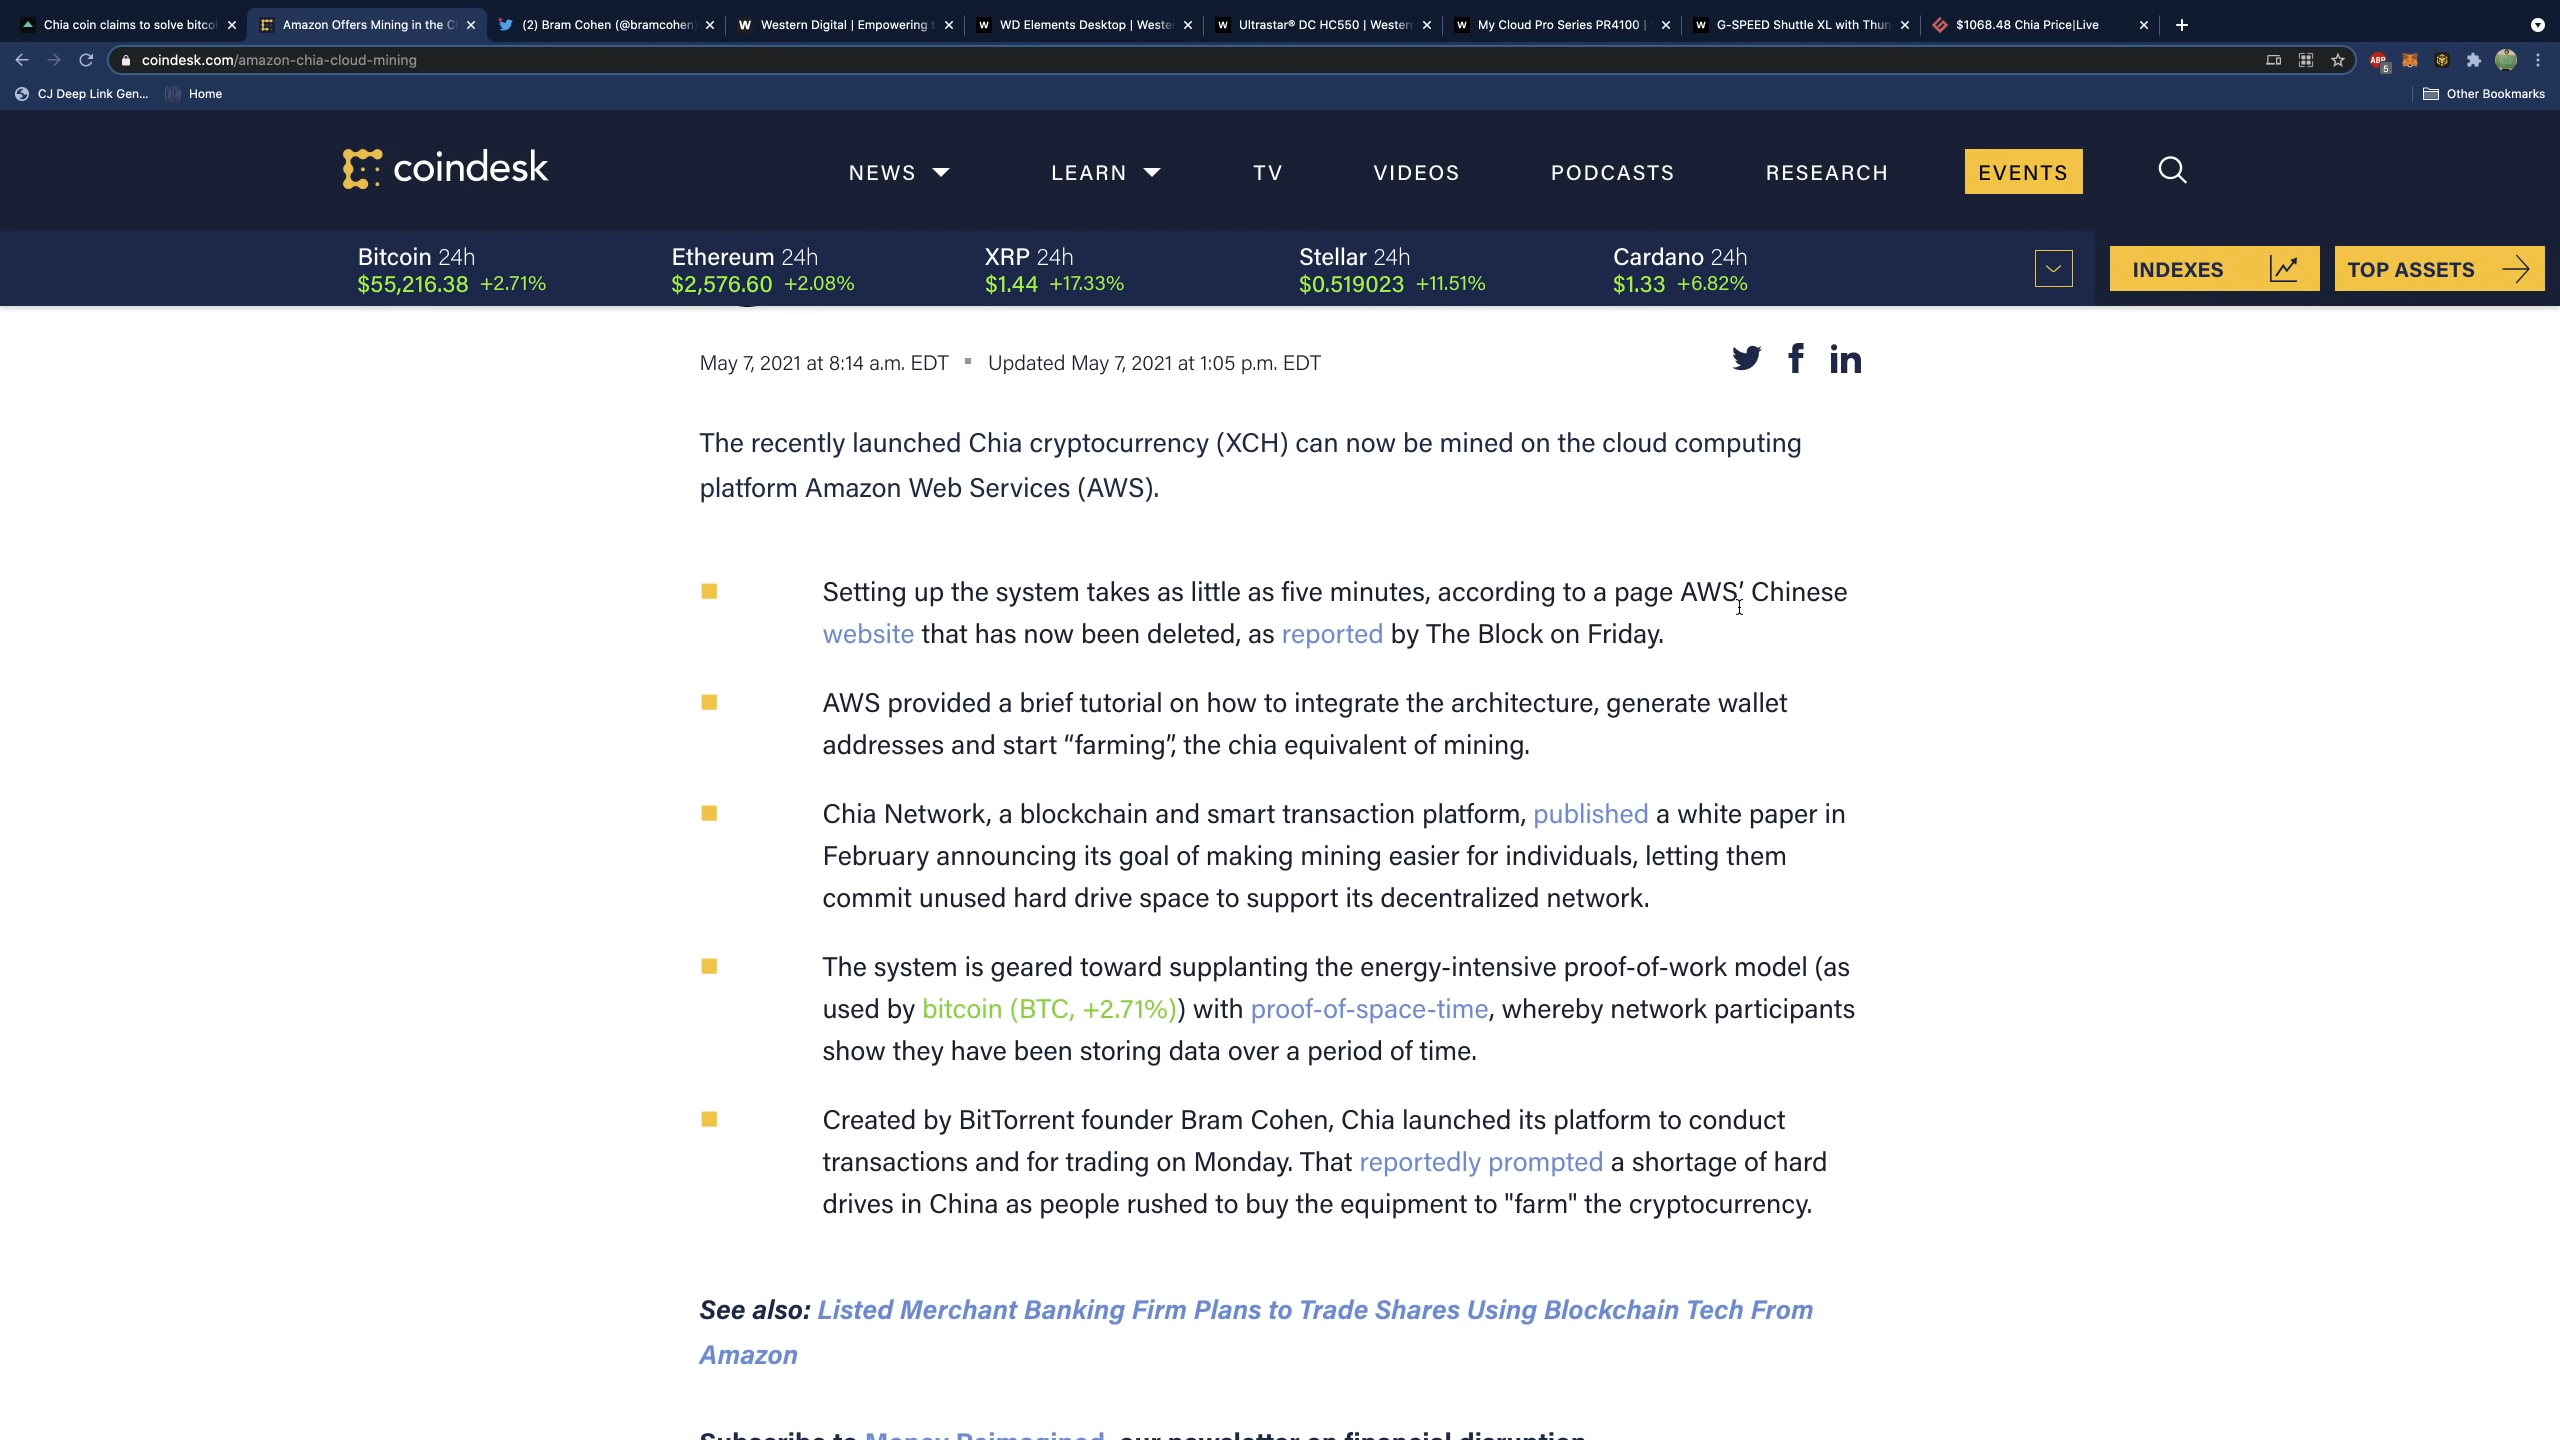 Chia coin claims to solve bitcoi
Amazon Offers Mining in the C
(2) Bram Cohen (@bramcohen
Western Digital | Empowering t
WD Elements Desktop | Weste
Ultrastar® DC HC550 | Western
My Cloud Pro Series PR4100 |
G-SPEED Shuttle XL with Thun
$1068.48 Chia Price|Live
coindesk.com/amazon-chia-cloud-mining
ABP
5
CJ Deep Link Gen...
Home
Other Bookmarks
coindesk
NEWS
LEARN
TV
VIDEOS
PODCASTS
RESEARCH
EVENTS
Bitcoin 24h
$55,216.38 +2.71%
Ethereum 24h
$2,576.60 +2.08%
XRP 24h
$1.44 +17.33%
Stellar 24h
$0.519023 +11.51%
Cardano 24h
$1.33 +6.82%
INDEXES
TOP ASSETS
May 7, 2021 at 8:14 a.m. EDT ▪ Updated May 7, 2021 at 1:05 p.m. EDT
The recently launched Chia cryptocurrency (XCH) can now be mined on the cloud computing
platform Amazon Web Services (AWS).
Setting up the system takes as little as five minutes, according to a page AWS’ Chinese
website that has now been deleted, as reported by The Block on Friday.
AWS provided a brief tutorial on how to integrate the architecture, generate wallet
addresses and start “farming”, the chia equivalent of mining.
Chia Network, a blockchain and smart transaction platform, published a white paper in
February announcing its goal of making mining easier for individuals, letting them
commit unused hard drive space to support its decentralized network.
The system is geared toward supplanting the energy-intensive proof-of-work model (as
used by bitcoin (BTC, +2.71%)) with proof-of-space-time, whereby network participants
show they have been storing data over a period of time.
Created by BitTorrent founder Bram Cohen, Chia launched its platform to conduct
transactions and for trading on Monday. That reportedly prompted a shortage of hard
drives in China as people rushed to buy the equipment to "farm" the cryptocurrency.
See also: Listed Merchant Banking Firm Plans to Trade Shares Using Blockchain Tech From
Amazon
Subscribe to Money Reimagined, our newsletter on financial disruption.